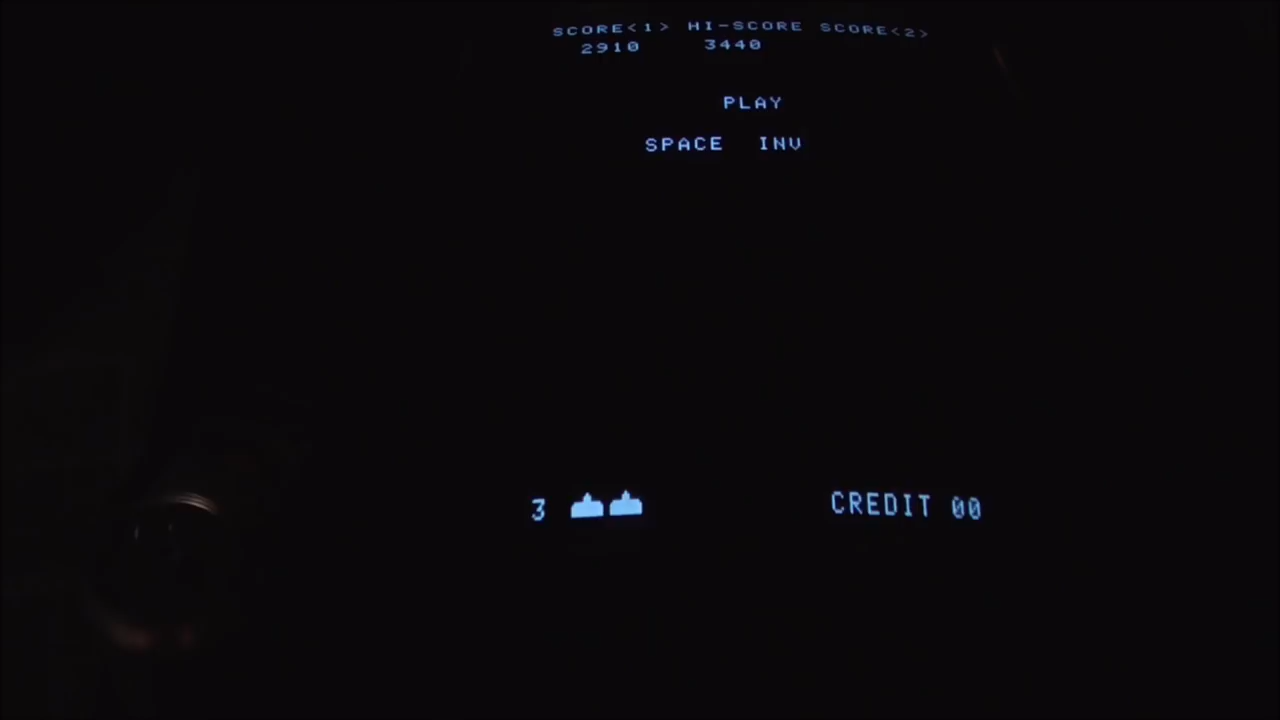 SCORE<1> HI-SCORE SCORE<2>
2910 3440
PLAY
SPACE INV
3 CREDIT 00